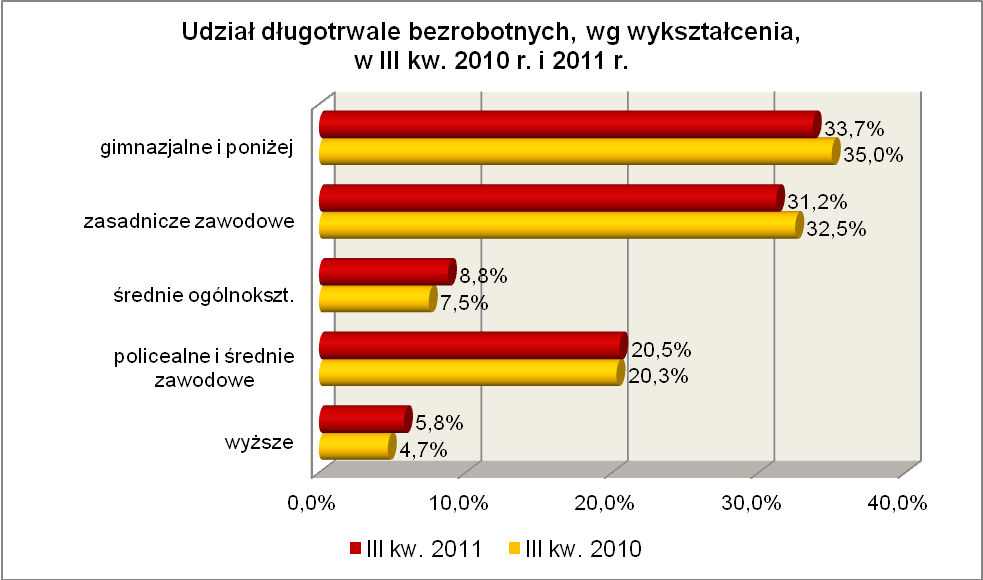 Udział długotrwale bezrobotnych, wg wykształcenia,
w III kw. 2010 r. i 2011 r.
gimnazjalne i poniżej
33,7%
35,0%
zasadnicze zawodowe
31,2%
32,5%
średnie ogólnokszt.
8,8%
7,5%
policealne i średnie
zawodowe
20,5%
20,3%
wyższe
5,8%
4,7%
0,0% 10,0% 20,0% 30,0% 40,0%
III kw. 2011 III kw. 2010